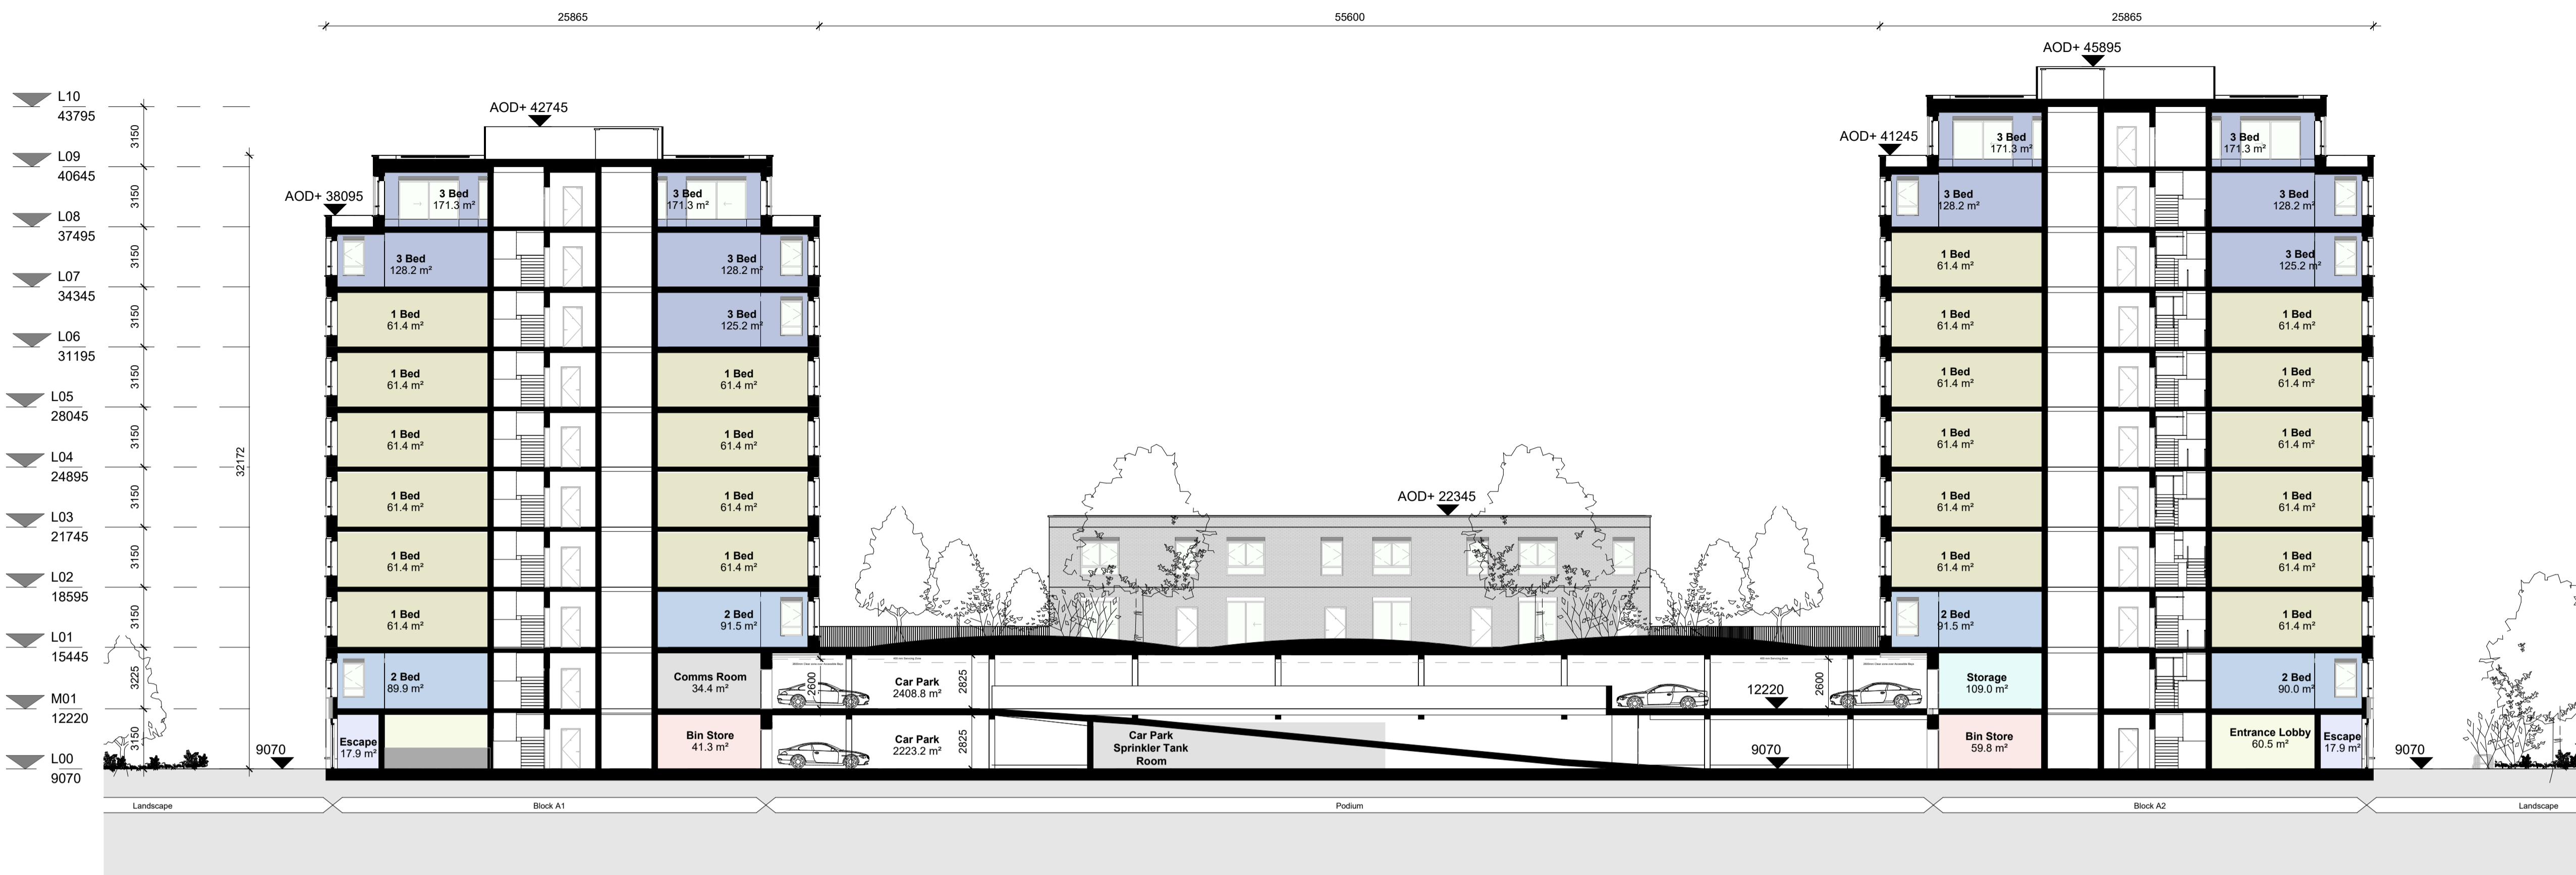 25865
55600
25865
AOD+ 45895
L10
43795
AOD+ 42745
3150
AOD+ 41245
3 Bed
171.3 m²
3 Bed
171.3 m²
L09
40645
3150
AOD+ 38095
3 Bed
171.3 m²
3 Bed
171.3 m²
3 Bed
128.2 m²
3 Bed
128.2 m²
L08
37495
3150
3 Bed
128.2 m²
3 Bed
128.2 m²
1 Bed
61.4 m²
3 Bed
125.2 m²
L07
34345
3150
1 Bed
61.4 m²
3 Bed
125.2 m²
1 Bed
61.4 m²
1 Bed
61.4 m²
L06
31195
3150
1 Bed
61.4 m²
1 Bed
61.4 m²
1 Bed
61.4 m²
1 Bed
61.4 m²
L05
28045
3150
32172
1 Bed
61.4 m²
1 Bed
61.4 m²
1 Bed
61.4 m²
1 Bed
61.4 m²
L04
24895
3150
1 Bed
61.4 m²
1 Bed
61.4 m²
AOD+ 22345
1 Bed
61.4 m²
1 Bed
61.4 m²
L03
21745
3150
1 Bed
61.4 m²
1 Bed
61.4 m²
1 Bed
61.4 m²
1 Bed
61.4 m²
L02
18595
3150
1 Bed
61.4 m²
2 Bed
91.5 m²
2 Bed
91.5 m²
1 Bed
61.4 m²
L01
15445
3225
2 Bed
89.9 m²
Comms Room
34.4 m²
2600
Car Park
2408.8 m²
2825
12220
2600
Storage
109.0 m²
2 Bed
90.0 m²
M01
12220
3150
Escape
17.9 m²
Bin Store
41.3 m²
Car Park
2223.2 m²
2825
Car Park
Sprinkler Tank
Room
9070
Bin Store
59.8 m²
Entrance Lobby
60.5 m²
Escape
17.9 m²
9070
9070
L00
9070
Landscape
Block A1
Podium
Block A2
Landscape